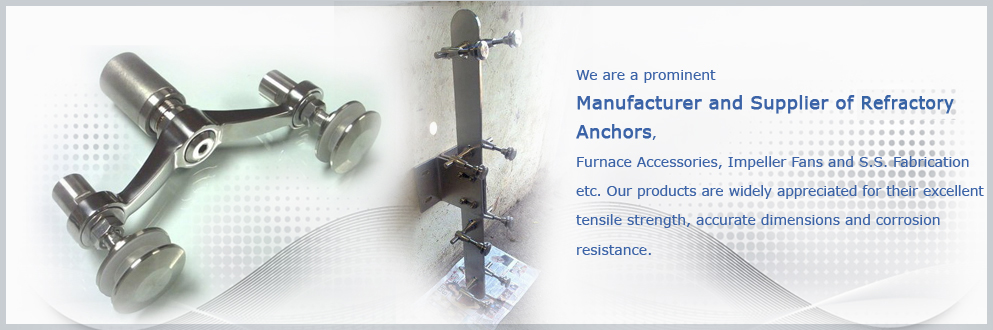 We are a prominent
Manufacturer and Supplier of Refractory
Anchors,
Furnace Accessories, Impeller Fans and S.S. Fabrication
etc. Our products are widely appreciated for their excellent
tensile strength, accurate dimensions and corrosion
resistance.